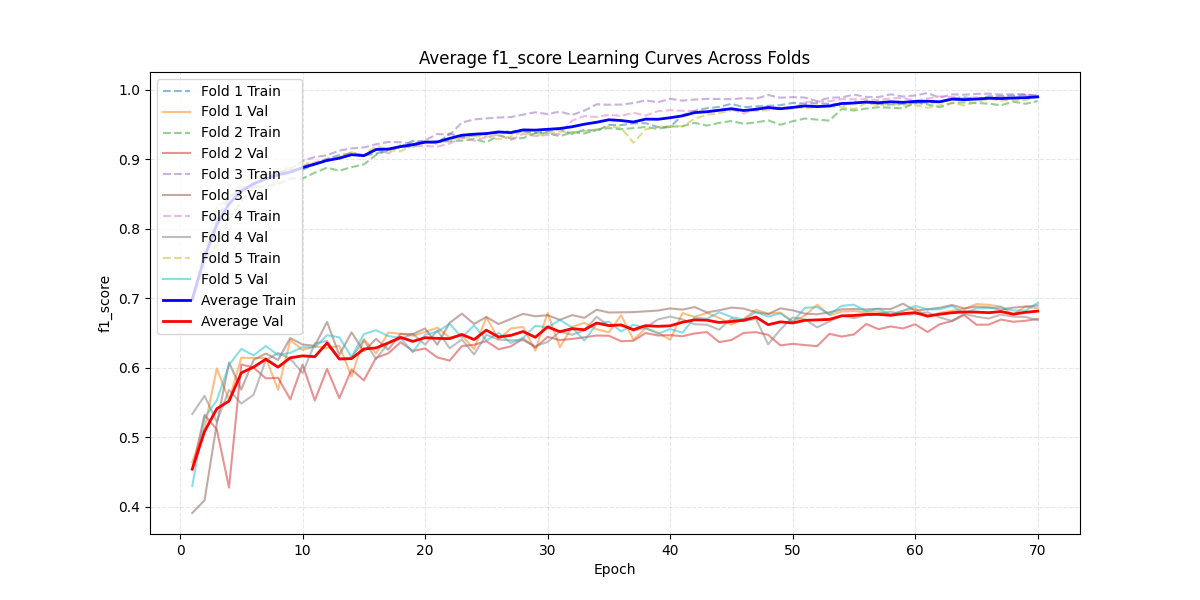 Average f1_score Learning Curves Across Folds
f1_score
1.0
0.9
0.8
0.7
0.6
0.5
0.4
Fold 1 Train
Fold 1 Val
Fold 2 Train
Fold 2 Val
Fold 3 Train
Fold 3 Val
Fold 4 Train
Fold 4 Val
Fold 5 Train
Fold 5 Val
Average Train
Average Val
0 10 20 30 40 50 60 70
Epoch